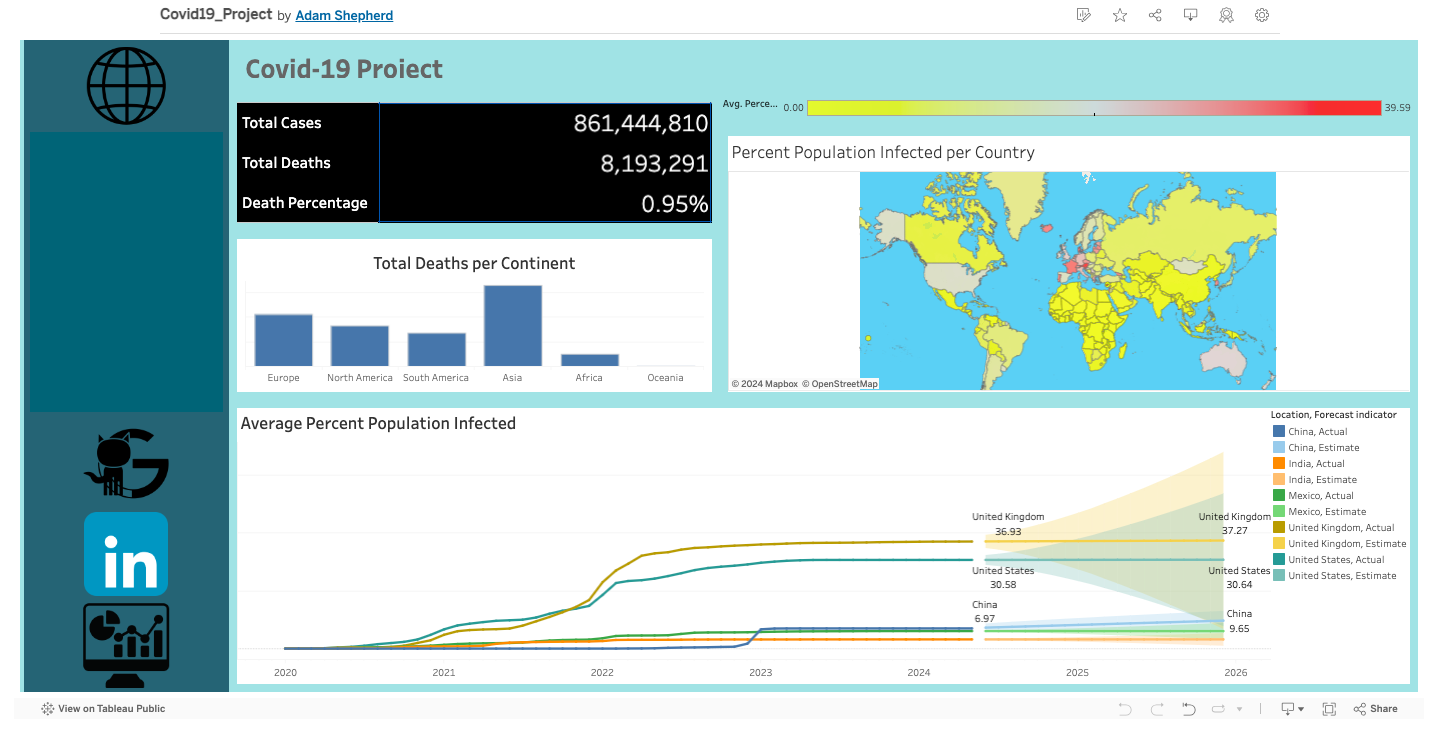 Covid19_Project by Adam Shepherd
Covid-19 Proiect
Total Cases 861,444,810
Total Deaths 8,193,291
Death Percentage 0.95%
Avg. Perce... 0.00 39.59
Percent Population Infected per Country
© 2024 Mapbox © OpenStreetMap
Total Deaths per Continent
Europe North America South America Asia Africa Oceania
Average Percent Population Infected
United Kingdom
36.93
United Kingdom
37.27
United States
30.58
United States
30.64
China
6.97
China
9.65
2020 2021 2022 2023 2024 2025 2026
Location, Forecast indicator
China, Actual
China, Estimate
India, Actual
India, Estimate
Mexico, Actual
Mexico, Estimate
United Kingdom, Actual
United Kingdom, Estimate
United States, Actual
United States, Estimate
in
View on Tableau Public
Share